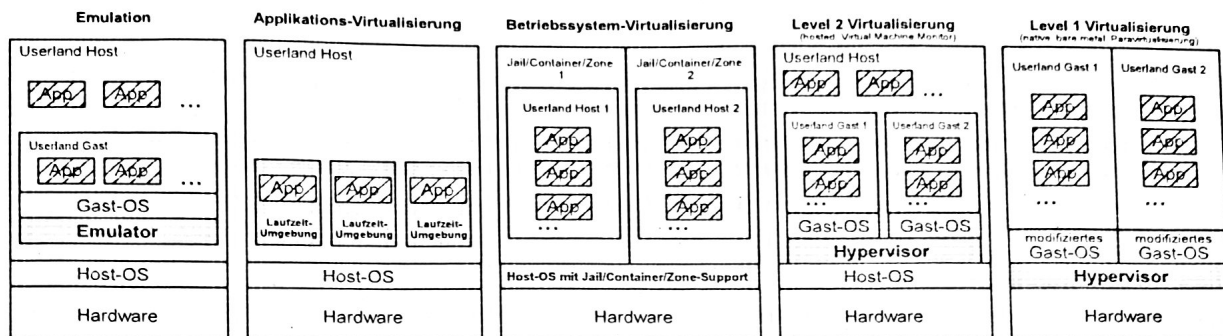 Emulation
Userland Host
App App ...
Userland Gast
App App ...
Gast-OS
Emulator
Host-OS
Hardware
Applikations-Virtualisierung
Userland Host
App App App
Laufzeit-Umgebung Laufzeit-Umgebung Laufzeit-Umgebung
Host-OS
Hardware
Betriebssystem-Virtualisierung
Jail/Container/Zone
1
Userland Host 1
App
App
App
...
Jail/Container/Zone
2
Userland Host 2
App
App
App
...
Host-OS mit Jail/Container/Zone-Support
Hardware
Level 2 Virtualisierung
(hosted, Virtual Machine Monitor)
Userland Host
App App ...
Userland Gast 1
App
App
...
Gast-OS
Userland Gast 2
App
App
...
Gast-OS
Hypervisor
Host-OS
Hardware
Level 1 Virtualisierung
(native, bare metal, Paravirtualisierung)
Userland Gast 1
App
App
App
...
modifiziertes
Gast-OS
Userland Gast 2
App
App
App
...
modifiziertes
Gast-OS
Hypervisor
Hardware